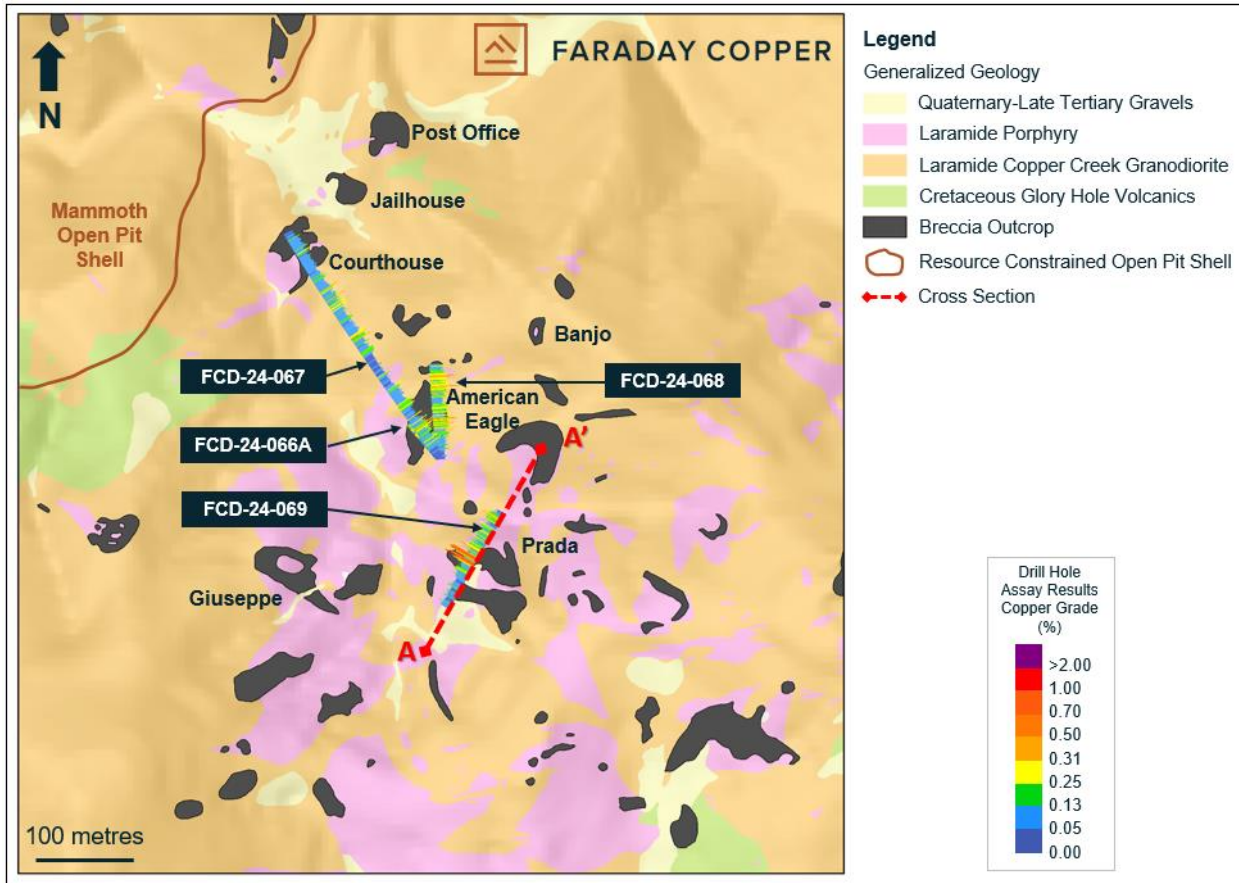 FARADAY COPPER
N
Post Office
Jailhouse
Mammoth
Open Pit
Shell
Courthouse
Banjo
FCD-24-067
FCD-24-068
American
Eagle
FCD-24-066A
A'
FCD-24-069
Prada
Giuseppe
A
100 metres
Legend
Generalized Geology
Quaternary-Late Tertiary Gravels
Laramide Porphyry
Laramide Copper Creek Granodiorite
Cretaceous Glory Hole Volcanics
Breccia Outcrop
Resource Constrained Open Pit Shell
Cross Section
Drill Hole
Assay Results
Copper Grade
(%)
>2.00
1.00
0.70
0.50
0.31
0.25
0.13
0.05
0.00